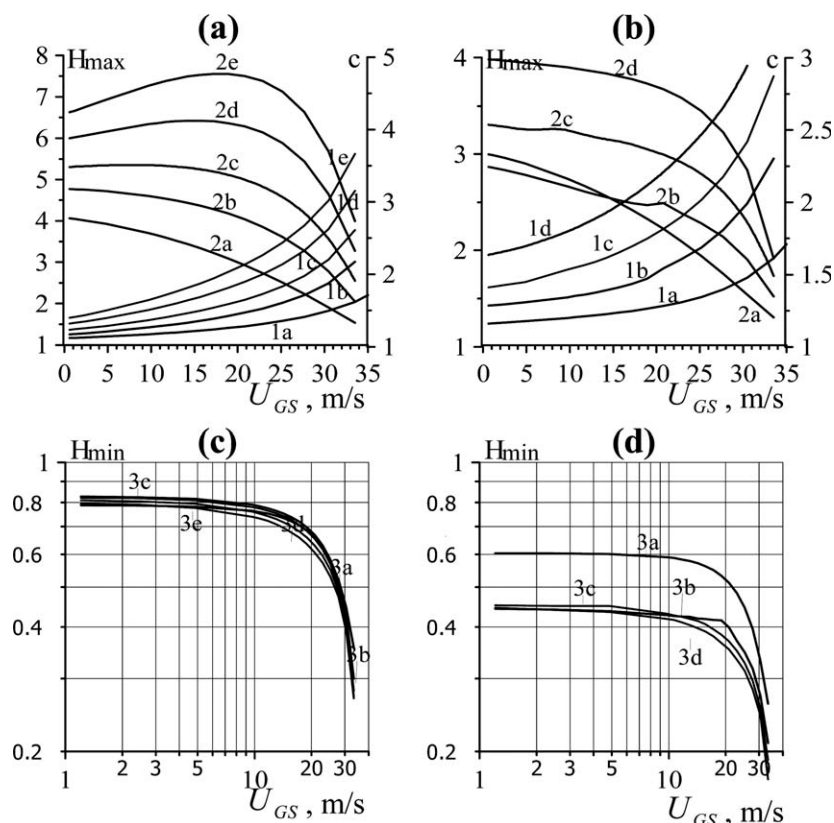 (a) (b)
8 Hmax 2e c 5
7 2d 4
6 2c 1e
5 2b 1d 3
4 2a
3 1c 2
2 1b
1 1a 1
0 5 10 15 20 25 30 35
U GS , m/s
4 Hmax 2d c 3
2c 2.5
3 2b 2
1d 1c
2 1b 1.5
1a 2a
1 1
0 5 10 15 20 25 30 35
U GS , m/s
(c) (d)
Hmin
1
0.8 3c
3e 3d
0.6 3a
0.4 3b
0.2
1 2 3 5 10 20 30
U GS , m/s
Hmin
1
0.8
0.6 3a
3c 3b
0.4 3d
0.2
1 2 3 5 10 20 30
U GS , m/s